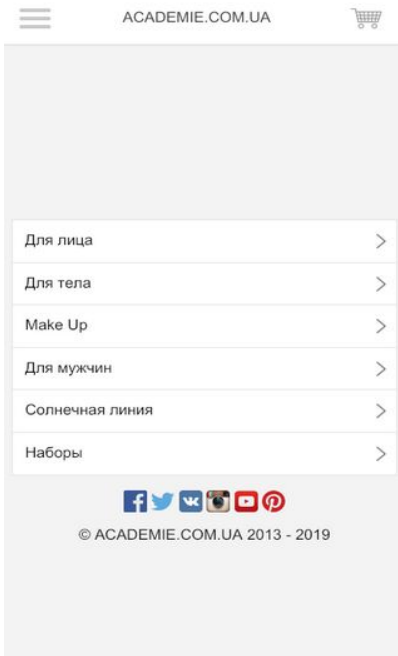 ACADEMIE.COM.UA
Для лица
Для тела
Make Up
Для мужчин
Солнечная линия
Наборы
© ACADEMIE.COM.UA 2013 - 2019